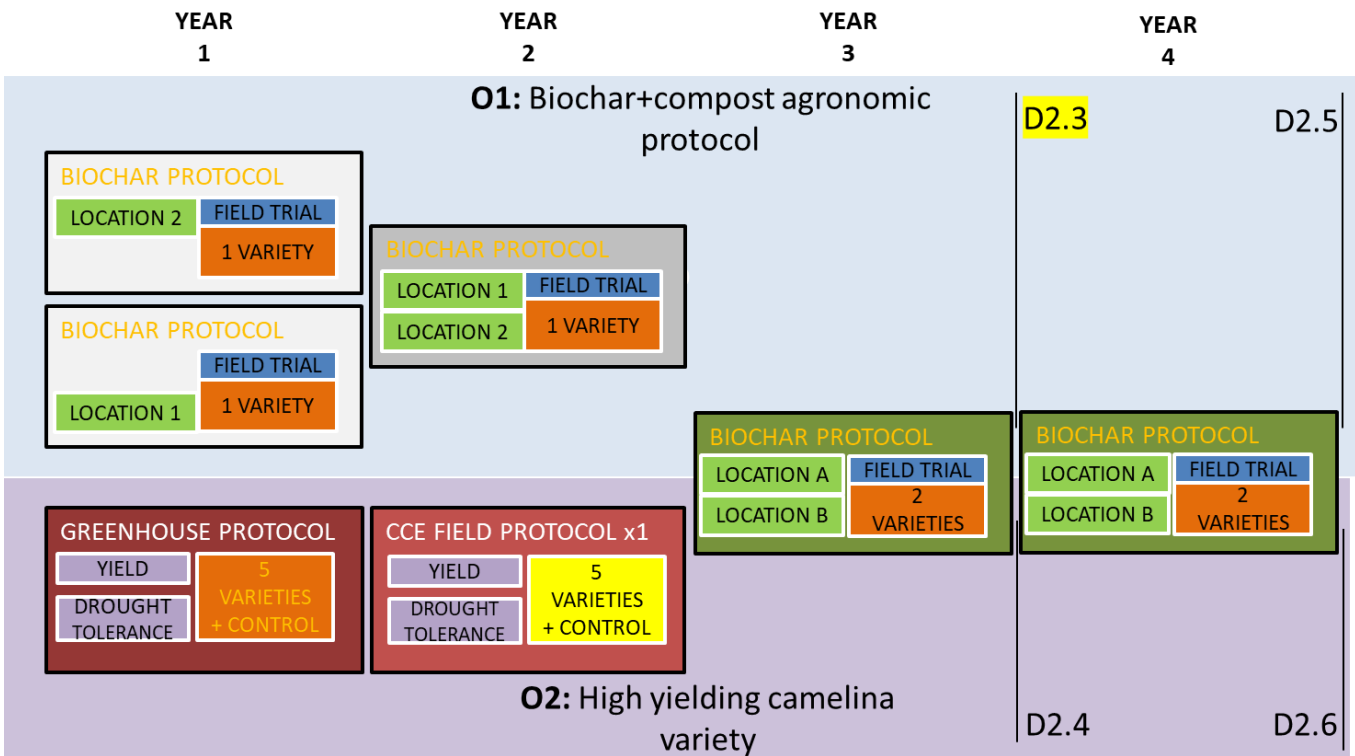 YEAR
1
YEAR
2
YEAR
3
YEAR
4
O1: Biochar+compost agronomic
protocol
D2.3
D2.5
BIOCHAR PROTOCOL
LOCATION 2
FIELD TRIAL
1 VARIETY
BIOCHAR PROTOCOL
FIELD TRIAL
LOCATION 1
1 VARIETY
BIOCHAR PROTOCOL
LOCATION 1
FIELD TRIAL
LOCATION 2
1 VARIETY
BIOCHAR PROTOCOL
LOCATION A
FIELD TRIAL
LOCATION B
2
VARIETIES
BIOCHAR PROTOCOL
LOCATION A
FIELD TRIAL
LOCATION B
2
VARIETIES
GREENHOUSE PROTOCOL
YIELD
DROUGHT
TOLERANCE
5
VARIETIES
+ CONTROL
CCE FIELD PROTOCOL x1
YIELD
DROUGHT
TOLERANCE
5
VARIETIES
+ CONTROL
O2: High yielding camelina
variety
D2.4
D2.6